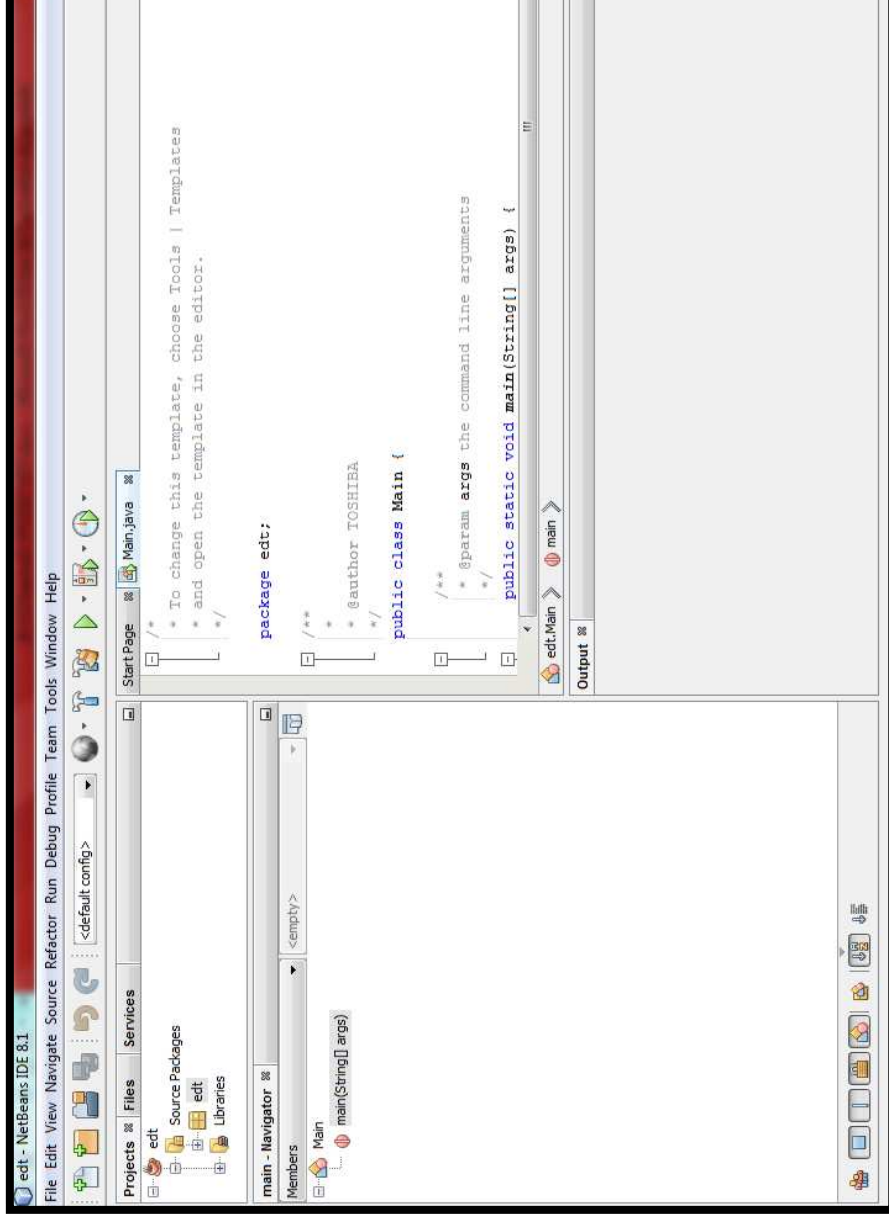 edt - NetBeans IDE 8.1
File Edit View Navigate Source Refactor Run Debug Profile Team Tools Window Help
<default config>
Projects Files Services
edt
Source Packages
edt
Libraries
main - Navigator
Members <empty>
Main
main(String[] args)
Start Page Main.java
/*
* To change this template, choose Tools | Templates
* and open the template in the editor.
*/
package edt;
/**
*
* @author TOSHIBA
*/
public class Main {
/**
* @param args the command line arguments
*/
public static void main(String[] args) {
edt.Main main
Output